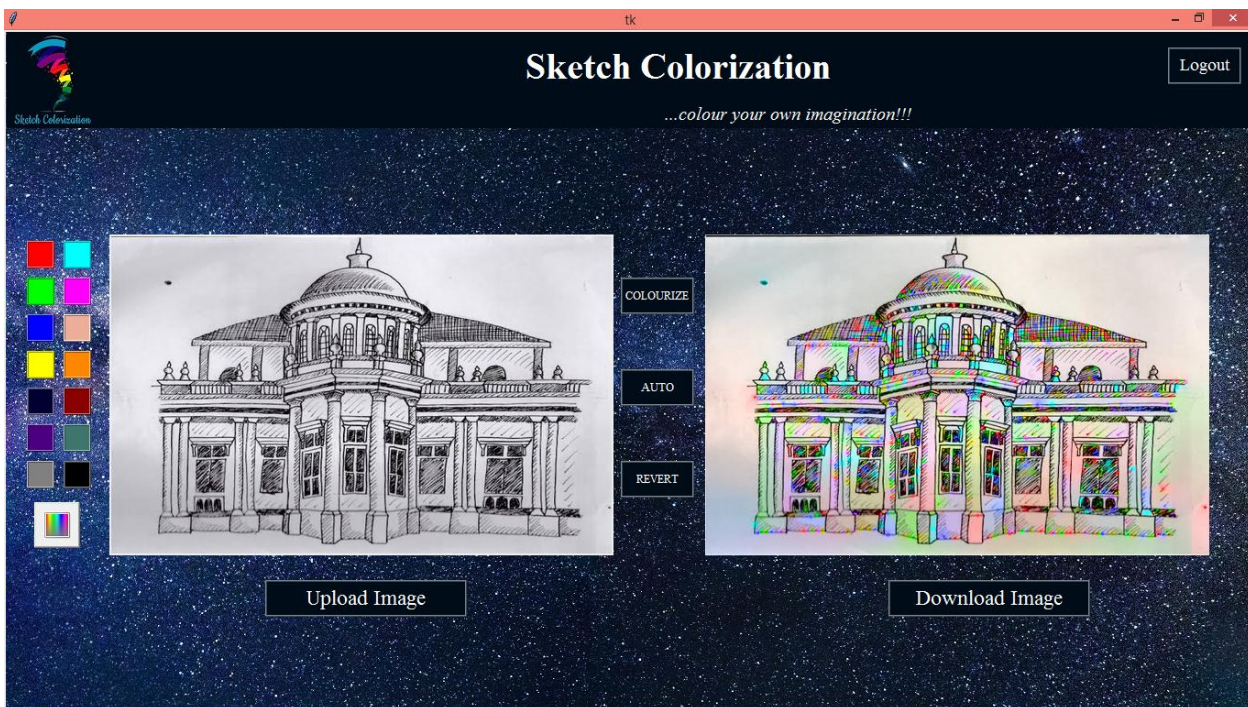 tk
Sketch Colorization
Logout
...colour your own imagination!!!
Sketch Colorization
COLOURIZE
AUTO
REVERT
Upload Image
Download Image